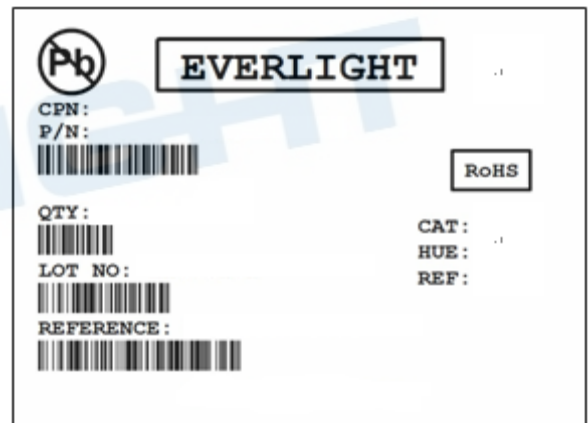 Pb
EVERLIGHT
CPN:
P/N:
RoHS
QTY:
CAT:
HUE:
LOT NO:
REF:
REFERENCE: